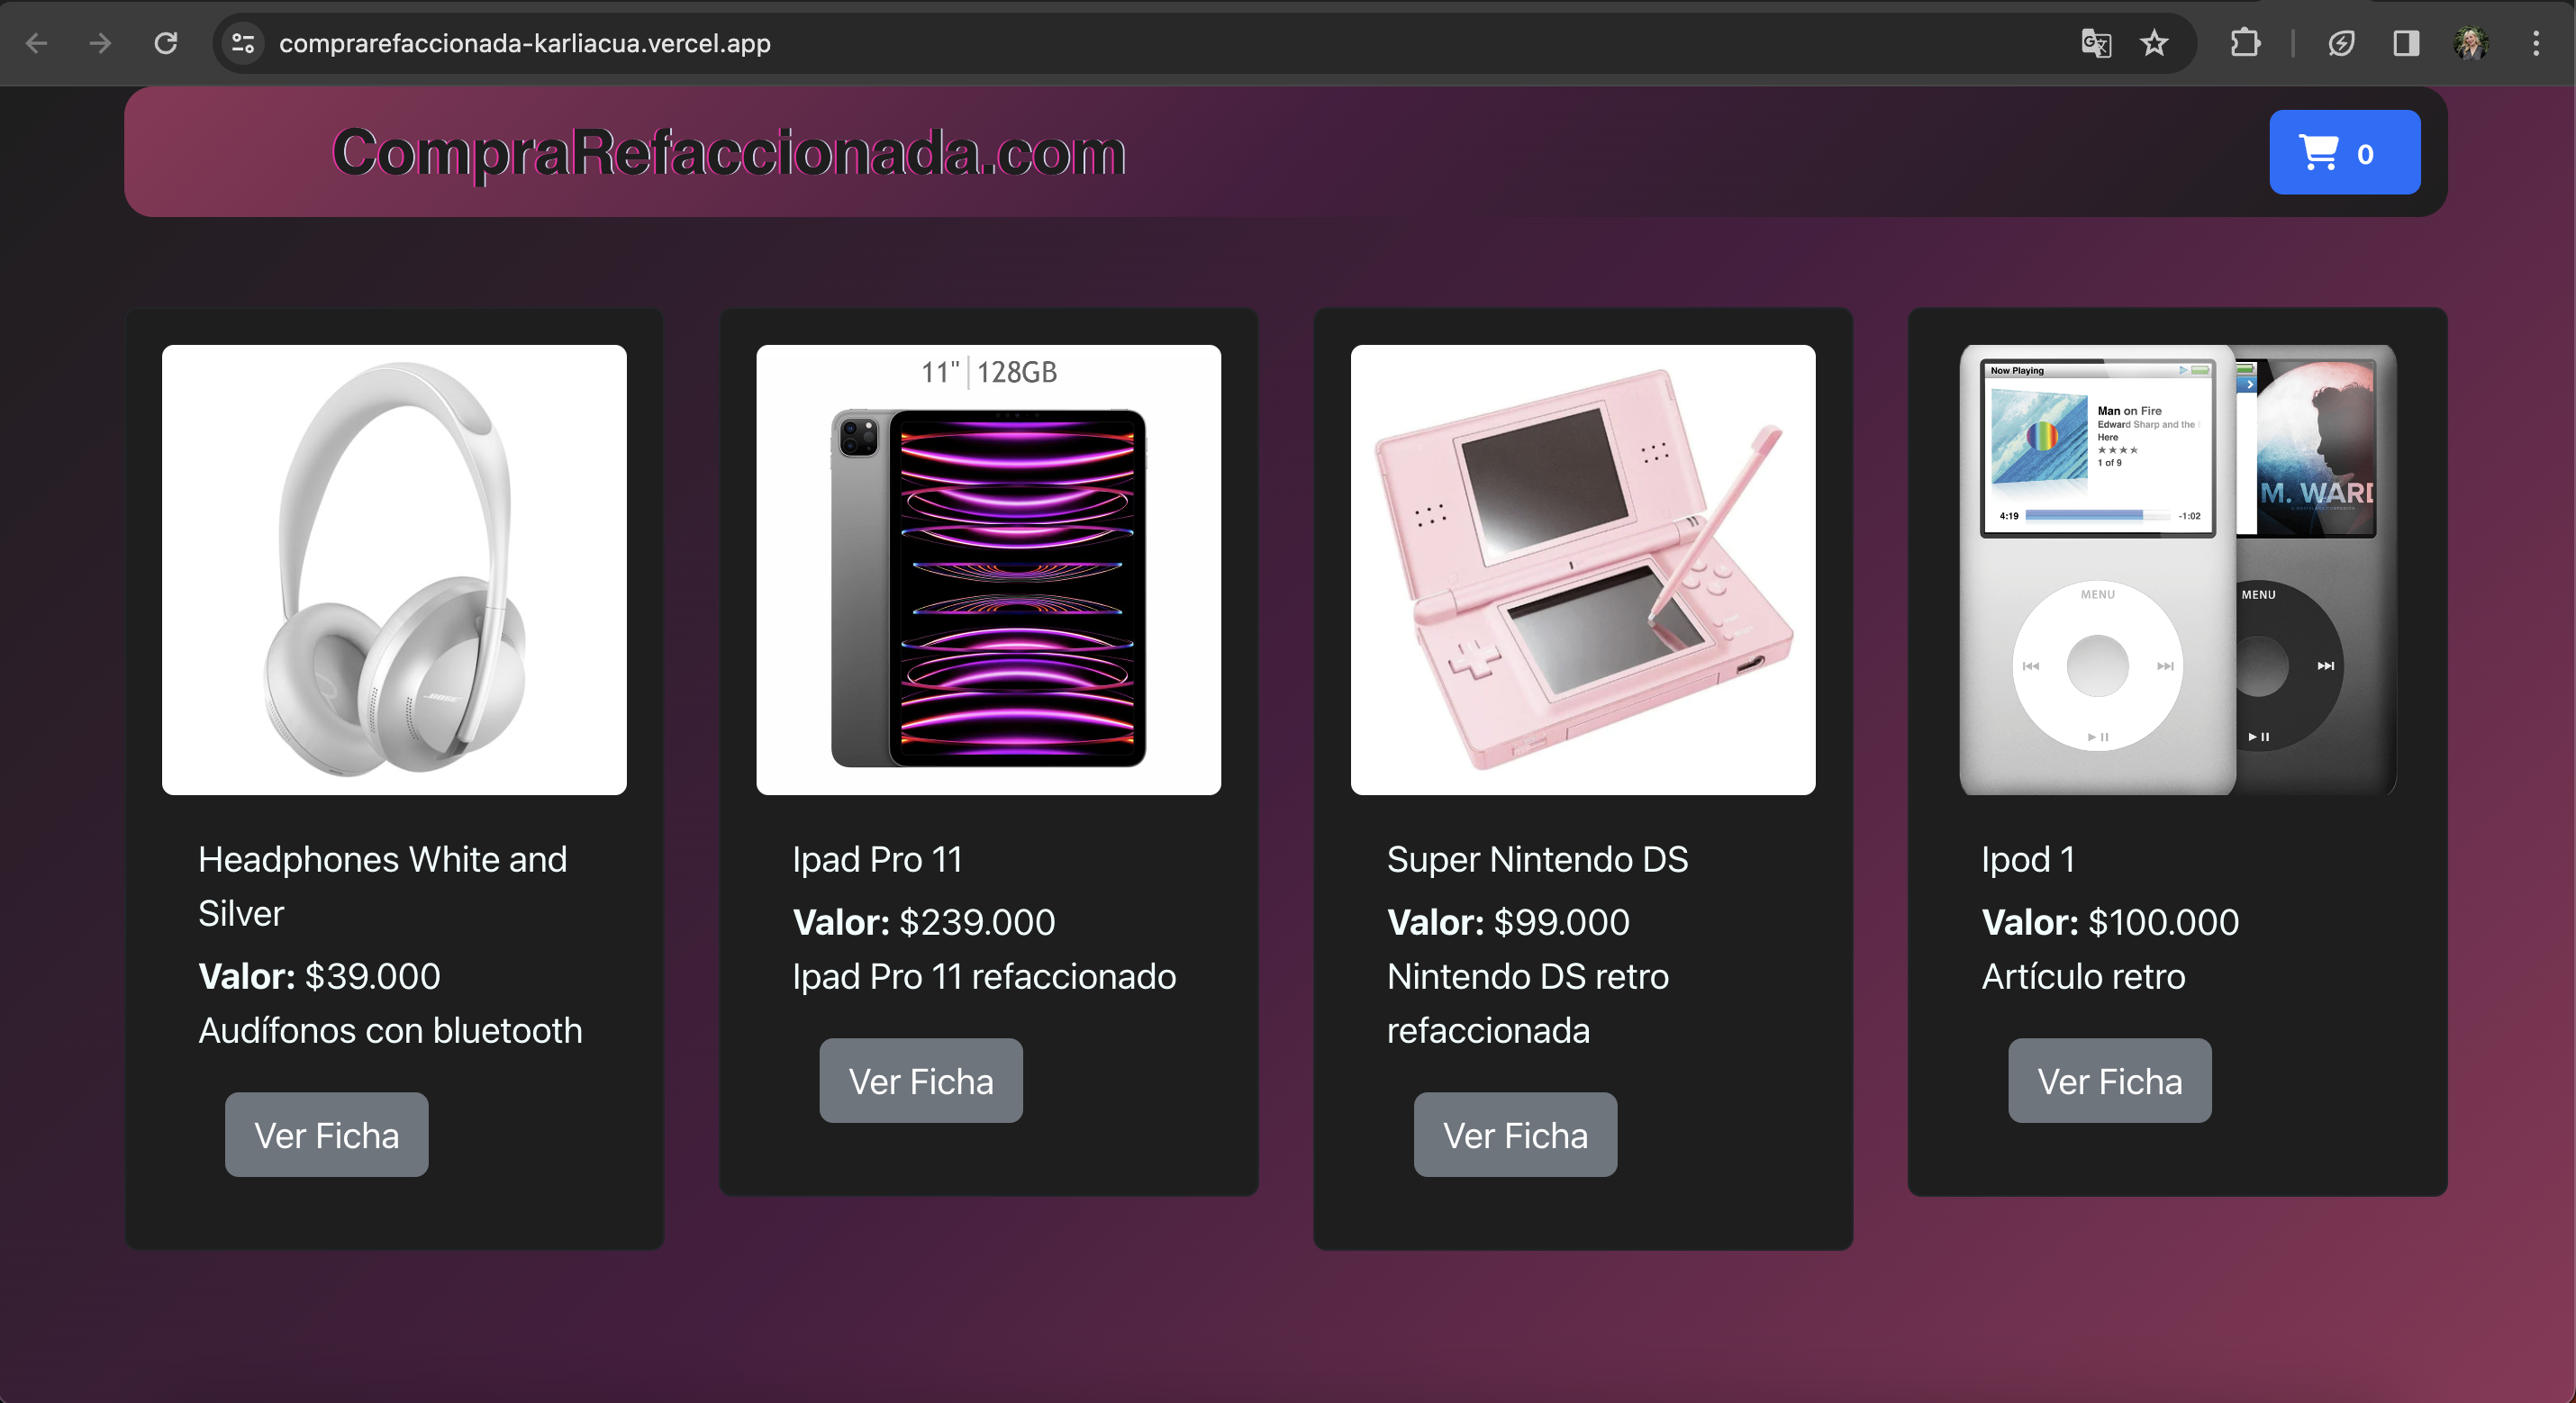 comprarefaccionada-karliacua.vercel.app
CompraRefaccionada.com
0
BOSE
Headphones White and
Silver
Valor: $39.000
Audífonos con bluetooth
Ver Ficha
11" | 128GB
Ipad Pro 11
Valor: $239.000
Ipad Pro 11 refaccionado
Ver Ficha
Super Nintendo DS
Valor: $99.000
Nintendo DS retro
refaccionada
Ver Ficha
Now Playing
Man on Fire
Edward Sharp and the
Here
1 of 9
4:19
-1:02
MENU
M. WARD
MENU
Ipod 1
Valor: $100.000
Artículo retro
Ver Ficha